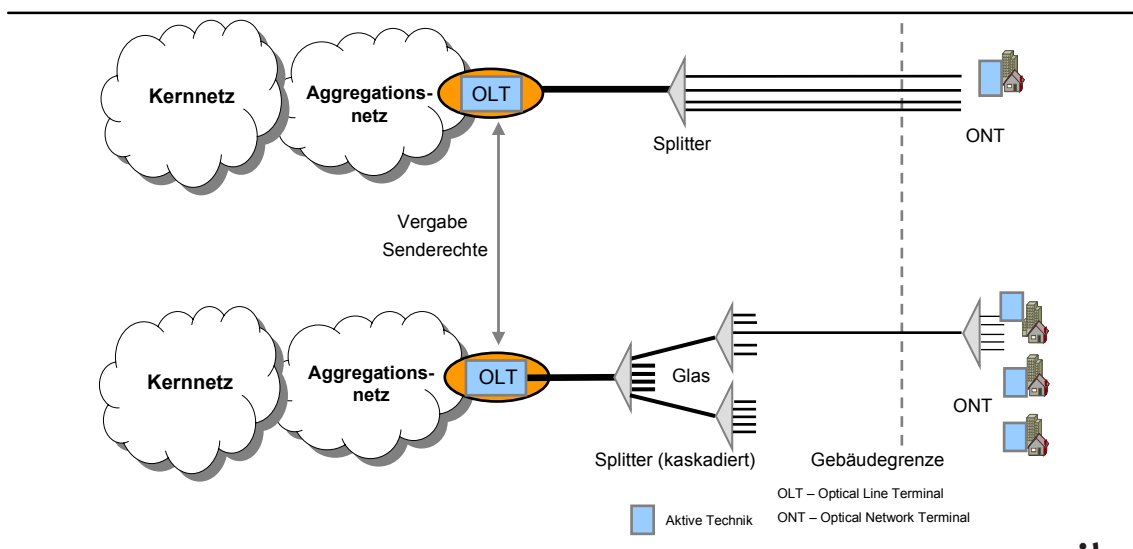 Kernnetz
Aggregations-
netz
OLT
Splitter
ONT
Vergabe
Senderechte
Kernnetz
Aggregations-
netz
OLT
Glas
ONT
Splitter (kaskadiert)
Gebäudegrenze
OLT – Optical Line Terminal
Aktive Technik
ONT – Optical Network Terminal